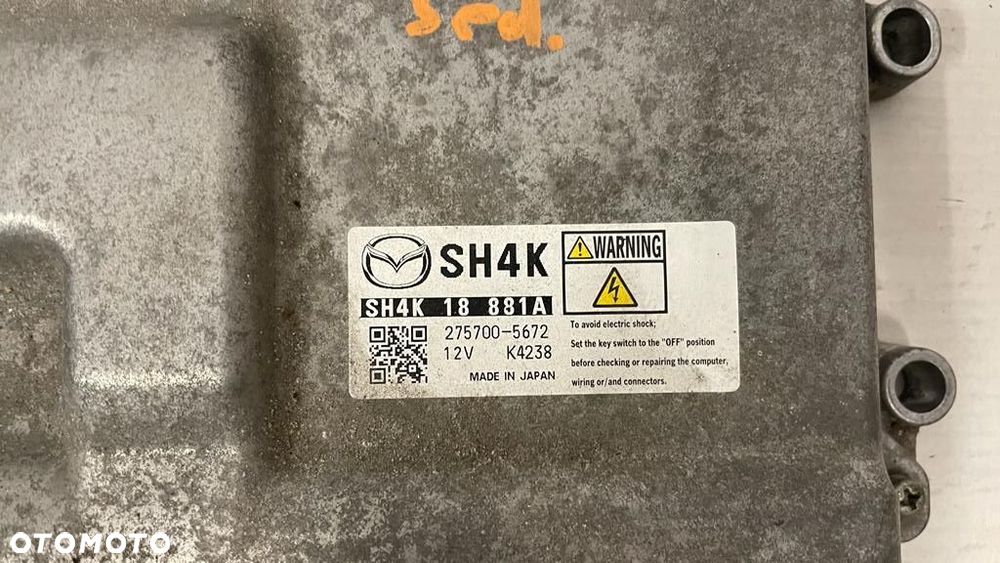 Sed.
SH4K
WARNING
SH4K 18 881A
275700-5672
12V K4238
MADE IN JAPAN
To avoid electric shock;
Set the key switch to the "OFF" position
before checking or repairing the computer,
wiring or/and connectors.
OTOMOTO